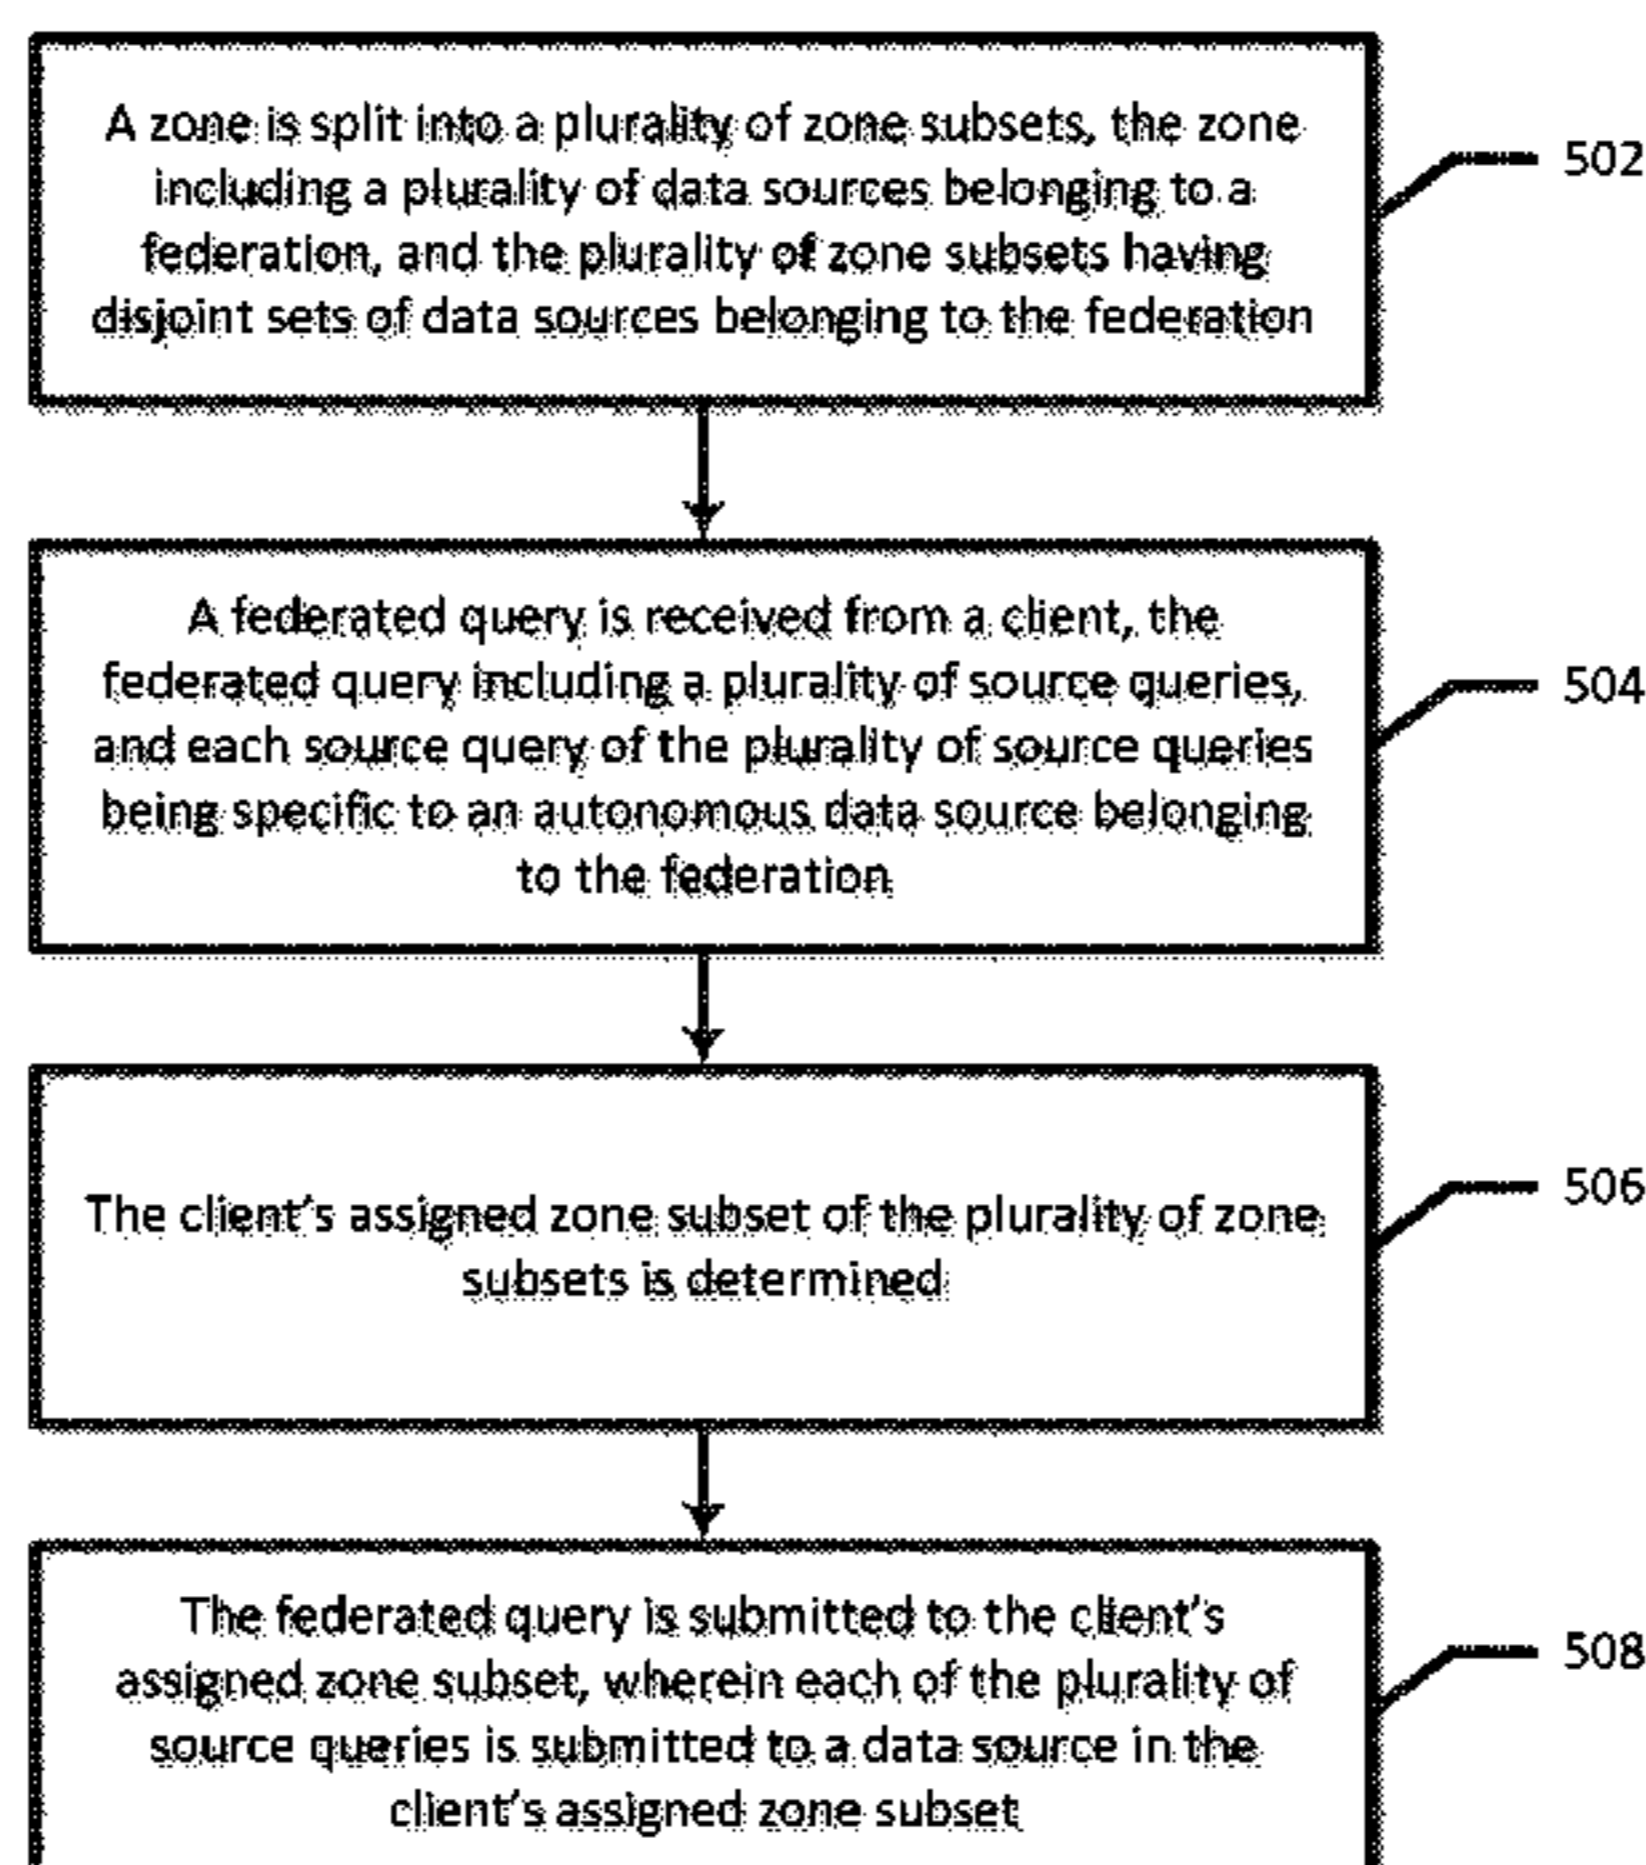 A zone is split into a plurality of zone subsets, the zone
including a plurality of data sources belonging to a
federation, and the plurality of zone subsets having
disjoint sets of data sources belonging to the federation
502
A federated query is received from a client, the
federated query including a plurality of source queries,
and each source query of the plurality of source queries
being specific to an autonomous data source belonging
to the federation
504
The client's assigned zone subset of the plurality of zone
subsets is determined
506
The federated query is submitted to the client's
assigned zone subset, wherein each of the plurality of
source queries is submitted to a data source in the
client's assigned zone subset
508